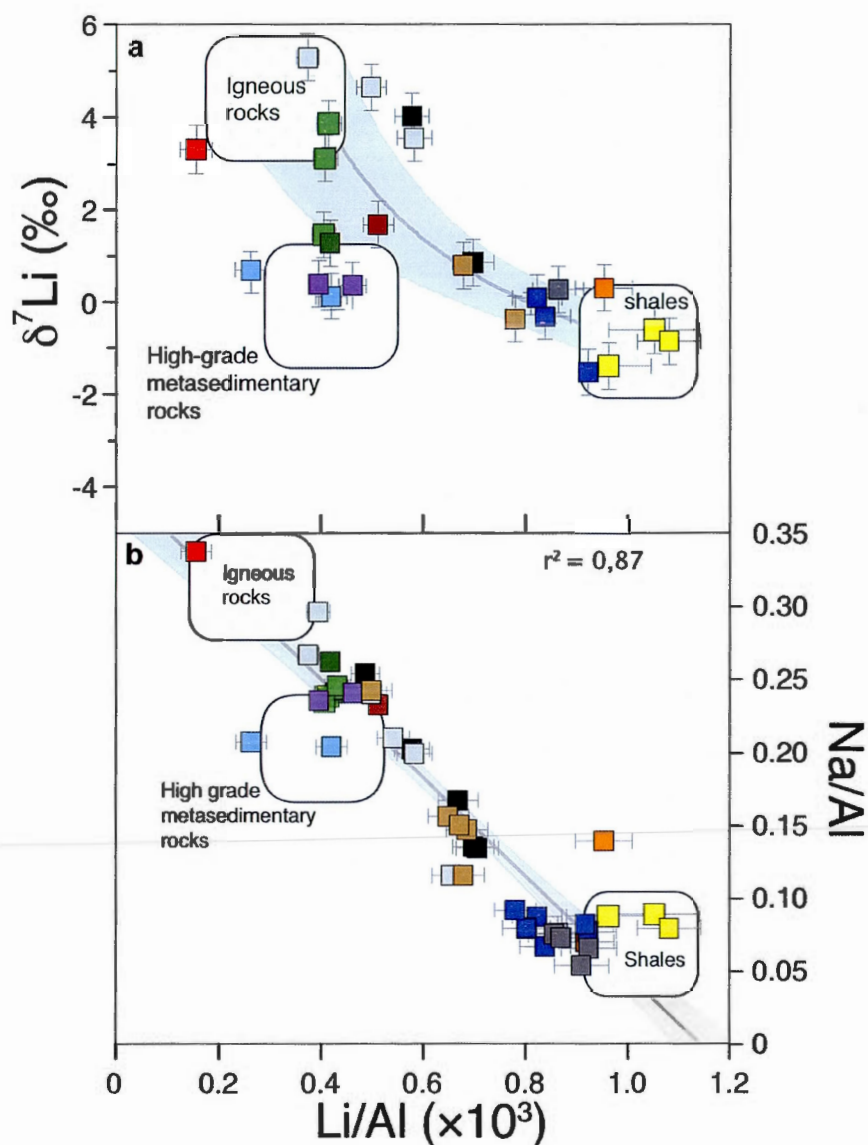 a
6
4
2
0
-2
-4
δ⁷Li (‰)
Igneous
rocks
High-grade
metasedimentary
rocks
shales
b
r² = 0,87
Igneous
rocks
High grade
metasedimentary
rocks
Shales
0.35
0.30
0.25
0.20
0.15
0.10
0.05
0
Na/Al
0 0.2 0.4 0.6 0.8 1.0 1.2
Li/Al (×10³)